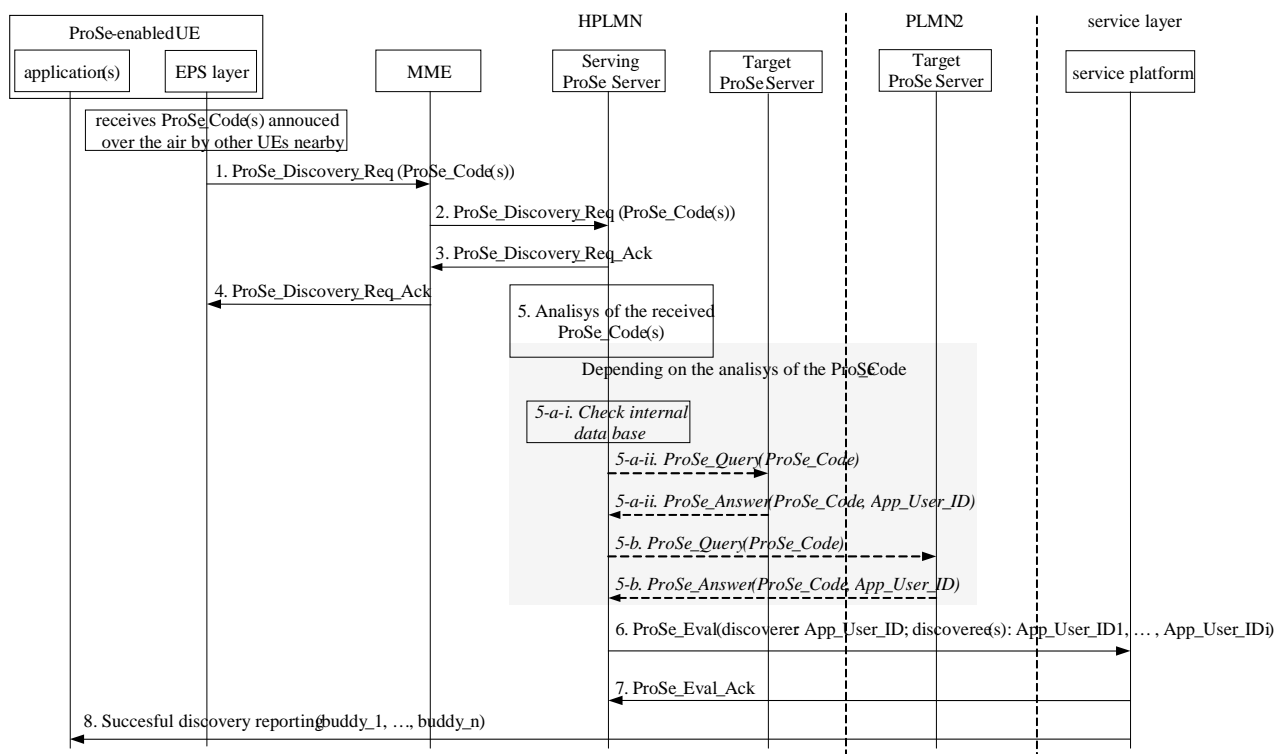 HPLMN
PLMN2
service layer
ProSe-enabled UE
application(s)
EPS layer
MME
Serving
ProSe Server
Target
ProSe Server
Target
ProSe Server
service platform
receives ProSe_Code(s) annouced
over the air by other UEs nearby
1. ProSe_Discovery_Req (ProSe_Code(s))
2. ProSe_Discovery_Req (ProSe_Code(s))
3. ProSe_Discovery_Req_Ack
4. ProSe_Discovery_Req_Ack
5. Analisys of the received
ProSe_Code(s)
Depending on the analisys of the ProSe Code
5-a-i. Check internal
data base
5-a-ii. ProSe_Query(ProSe_Code)
5-a-ii. ProSe_Answer(ProSe_Code, App_User_ID)
5-b. ProSe_Query(ProSe_Code)
5-b. ProSe_Answer(ProSe_Code, App_User_ID)
6. ProSe_Eval(discoverer: App_User_ID; discoveree(s): App_User_ID1, … , App_User_IDi)
7. ProSe_Eval_Ack
8. Succesful discovery reporting(buddy_1, …, buddy_n)